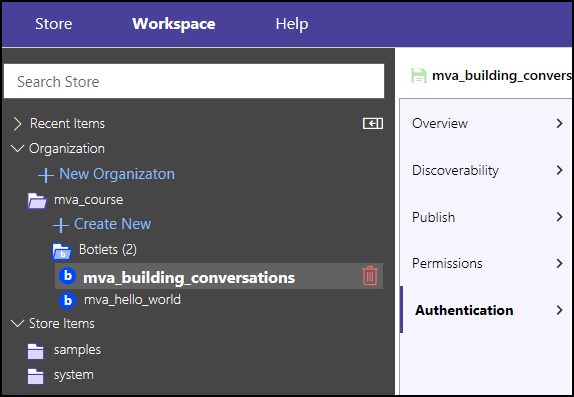 Store Workspace Help
Search Store
Recent Items
Organization
New Organizaton
mva_course
Create New
Botlets (2)
b mva_building_conversations
b mva_hello_world
Store Items
samples
system
mva_building_convers
Overview
Discoverability
Publish
Permissions
Authentication